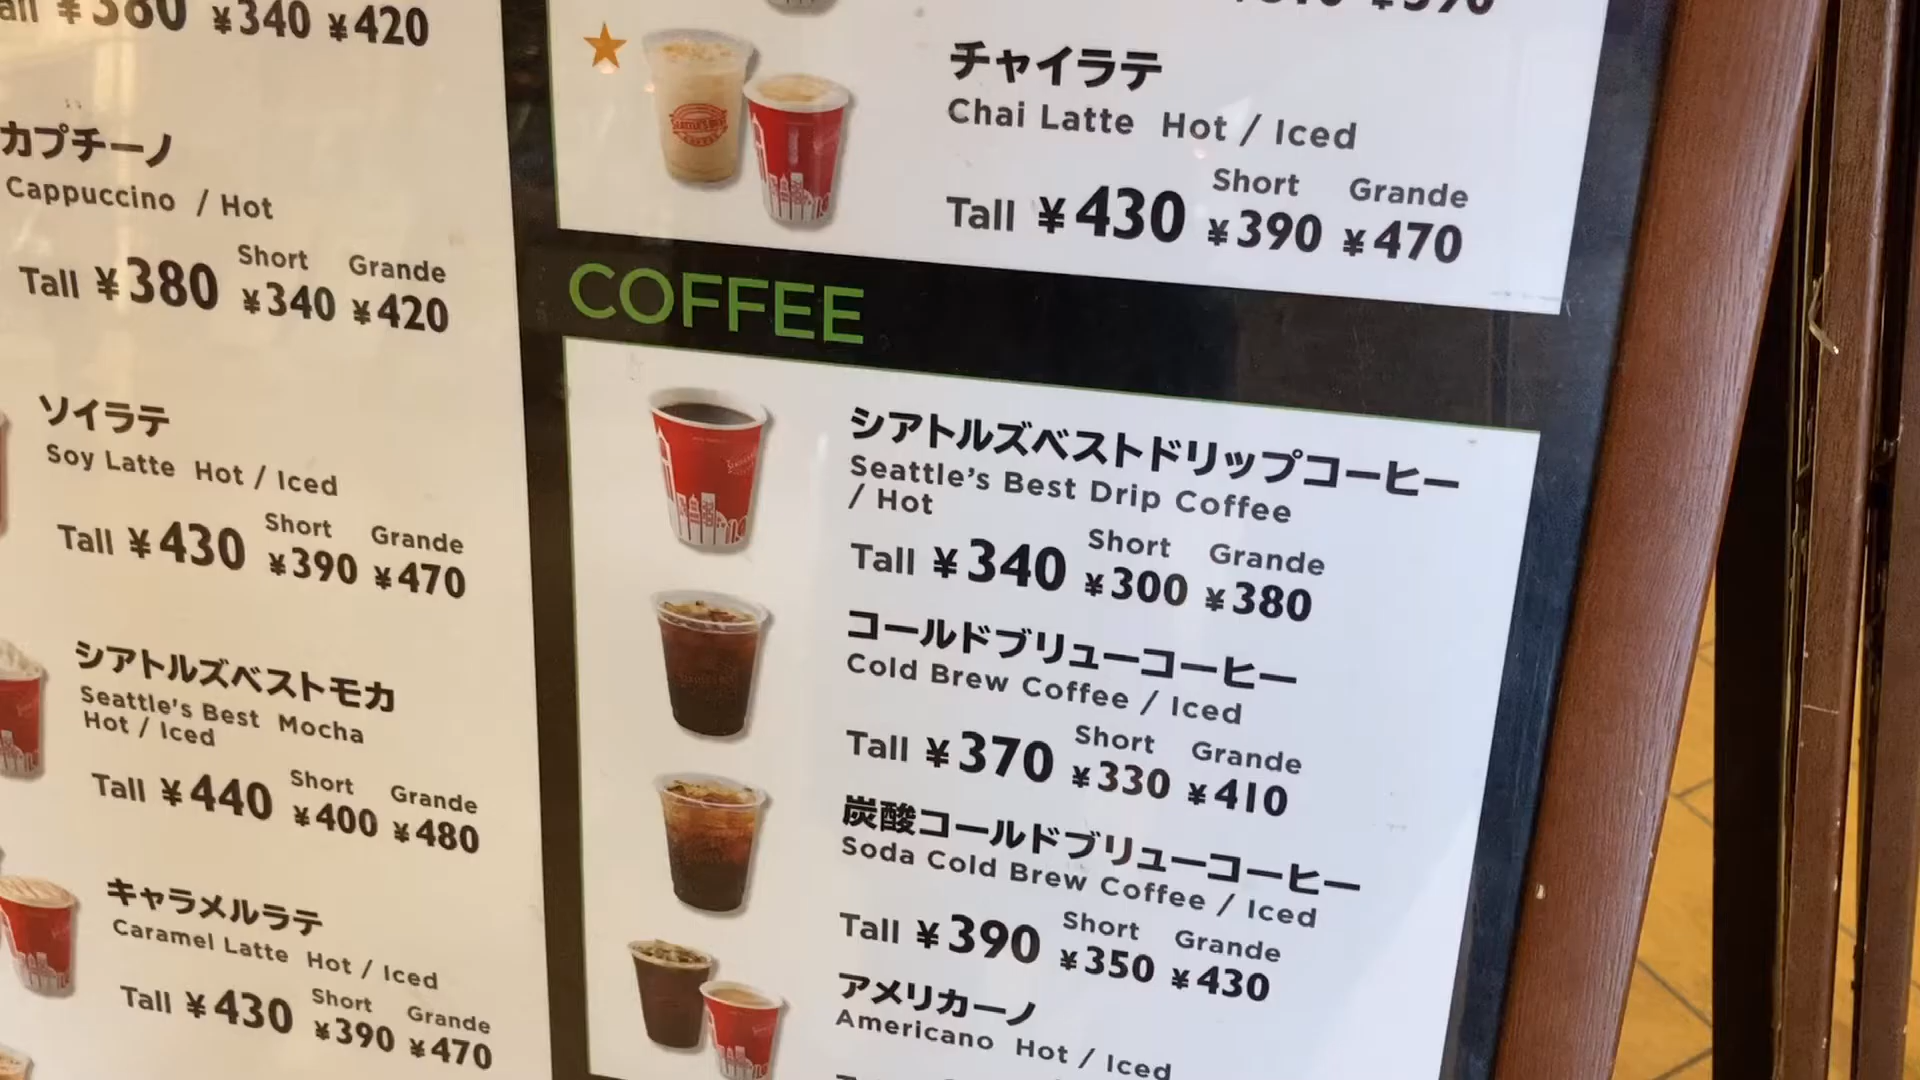 ¥380 ¥340 ¥420
カプチーノ
Cappuccino / Hot
Short Grande
Tall ¥380 ¥340 ¥420
ソイラテ
Soy Latte Hot / Iced
Short Grande
Tall ¥430 ¥390 ¥470
シアトルズベストモカ
Seattle's Best Mocha
Hot / Iced
Short Grande
Tall ¥440 ¥400 ¥480
キャラメルラテ
Caramel Latte Hot / Iced
Short Grande
Tall ¥430 ¥390 ¥470
チャイラテ
Chai Latte Hot / Iced
Short Grande
Tall ¥430 ¥390 ¥470
COFFEE
シアトルズベストドリップコーヒー
Seattle's Best Drip Coffee
/ Hot
Short Grande
Tall ¥340 ¥300 ¥380
コールドブリューコーヒー
Cold Brew Coffee / Iced
Short Grande
Tall ¥370 ¥330 ¥410
炭酸コールドブリューコーヒー
Soda Cold Brew Coffee / Iced
Short Grande
Tall ¥390 ¥350 ¥430
アメリカーノ
Americano Hot / Iced